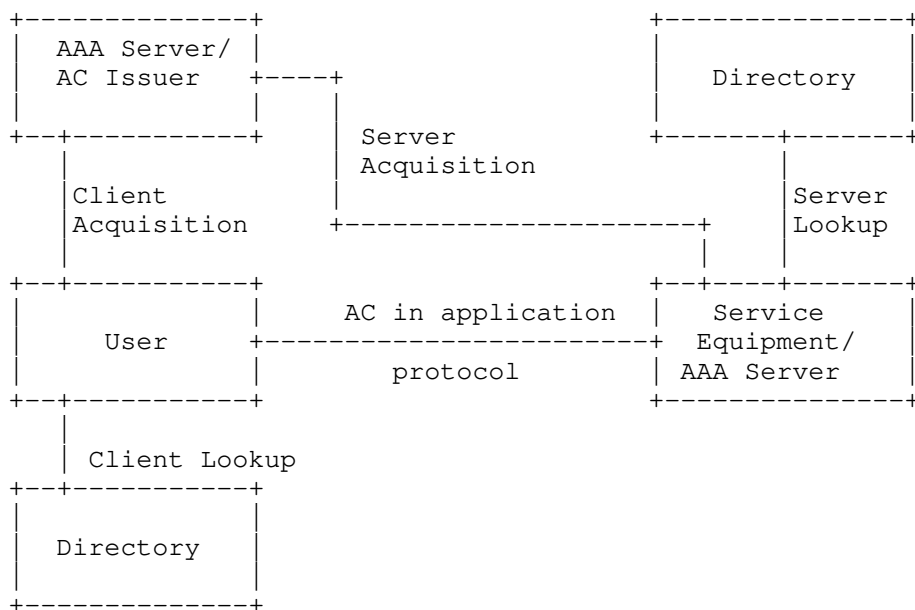 AAA Server/
AC Issuer
Directory
Server
Acquisition
Client
Acquisition
Server
Lookup
User
AC in application
protocol
Service
Equipment/
AAA Server
Client Lookup
Directory